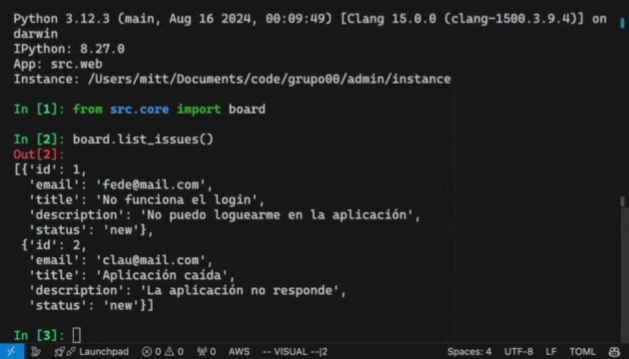 Python 3.12.3 (main, Aug 16 2024, 00:09:49) [Clang 15.0.0 (clang-1500.3.9.4)] on
darwin
IPython: 8.27.0
App: src.web
Instance: /Users/mitt/Documents/code/grupo00/admin/instance
In [1]: from src.core import board
In [2]: board.list_issues()
Out[2]:
[{'id': 1,
'email': 'fede@mail.com',
'title': 'No funciona el login',
'description': 'No puedo loguearme en la aplicación',
'status': 'new'},
{'id': 2,
'email': 'clau@mail.com',
'title': 'Aplicación caída',
'description': 'La aplicación no responde',
'status': 'new'}]
In [3]:
Launchpad 0 0 0 AWS -- VISUAL --|2 Spaces: 4 UTF-8 LF TOML